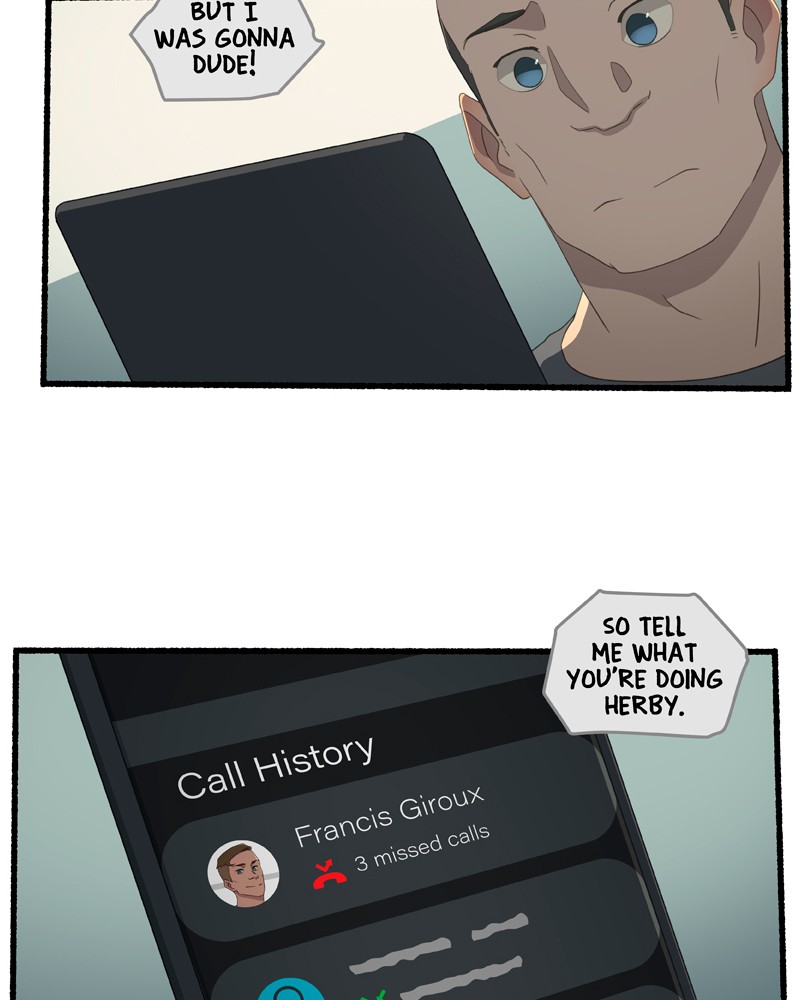 BUT I
WAS GONNA
DUDE!
SO TELL
ME WHAT
YOU'RE DOING
HERBY.
Call History
Francis Giroux
3 missed calls